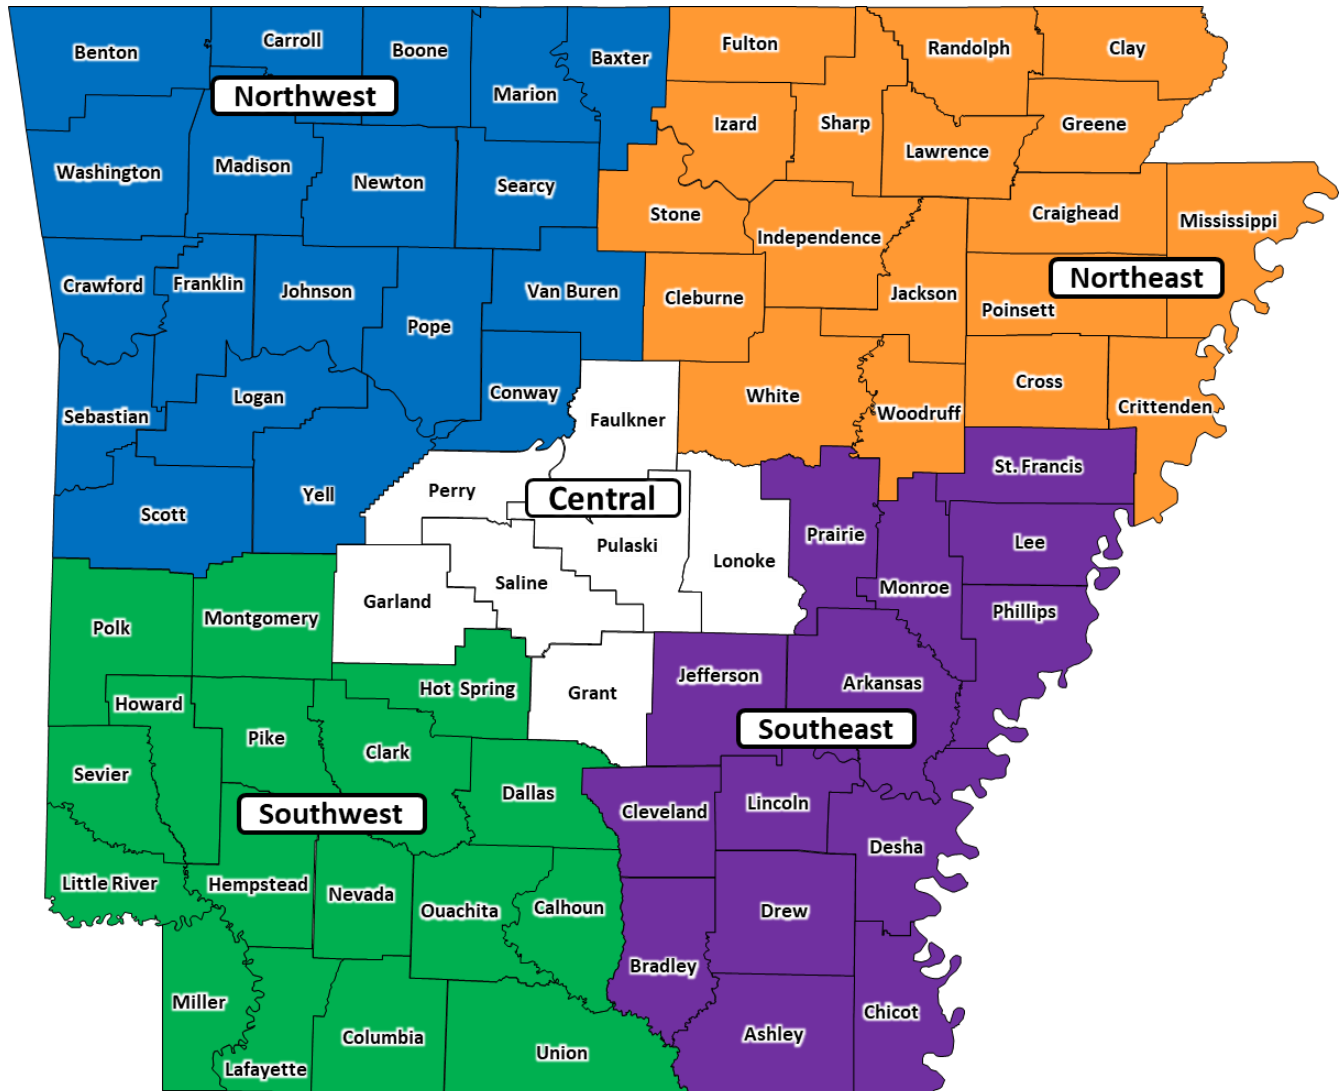 Benton
Carroll
Boone
Marion
Baxter
Fulton
Randolph
Clay
Northwest
Izard
Sharp
Lawrence
Greene
Washington
Madison
Newton
Searcy
Stone
Independence
Craighead
Mississippi
Crawford
Franklin
Johnson
Pope
Van Buren
Cleburne
Jackson
Poinsett
Northeast
Sebastian
Logan
Conway
Faulkner
White
Woodruff
Cross
Crittenden
Scott
Yell
Perry
Central
Pulaski
Lonoke
Prairie
St. Francis
Lee
Monroe
Phillips
Garland
Saline
Polk
Montgomery
Hot Spring
Grant
Jefferson
Arkansas
Southeast
Howard
Pike
Clark
Sevier
Dallas
Southwest
Cleveland
Lincoln
Desha
Little River
Hempstead
Nevada
Ouachita
Calhoun
Drew
Bradley
Miller
Lafayette
Columbia
Union
Ashley
Chicot